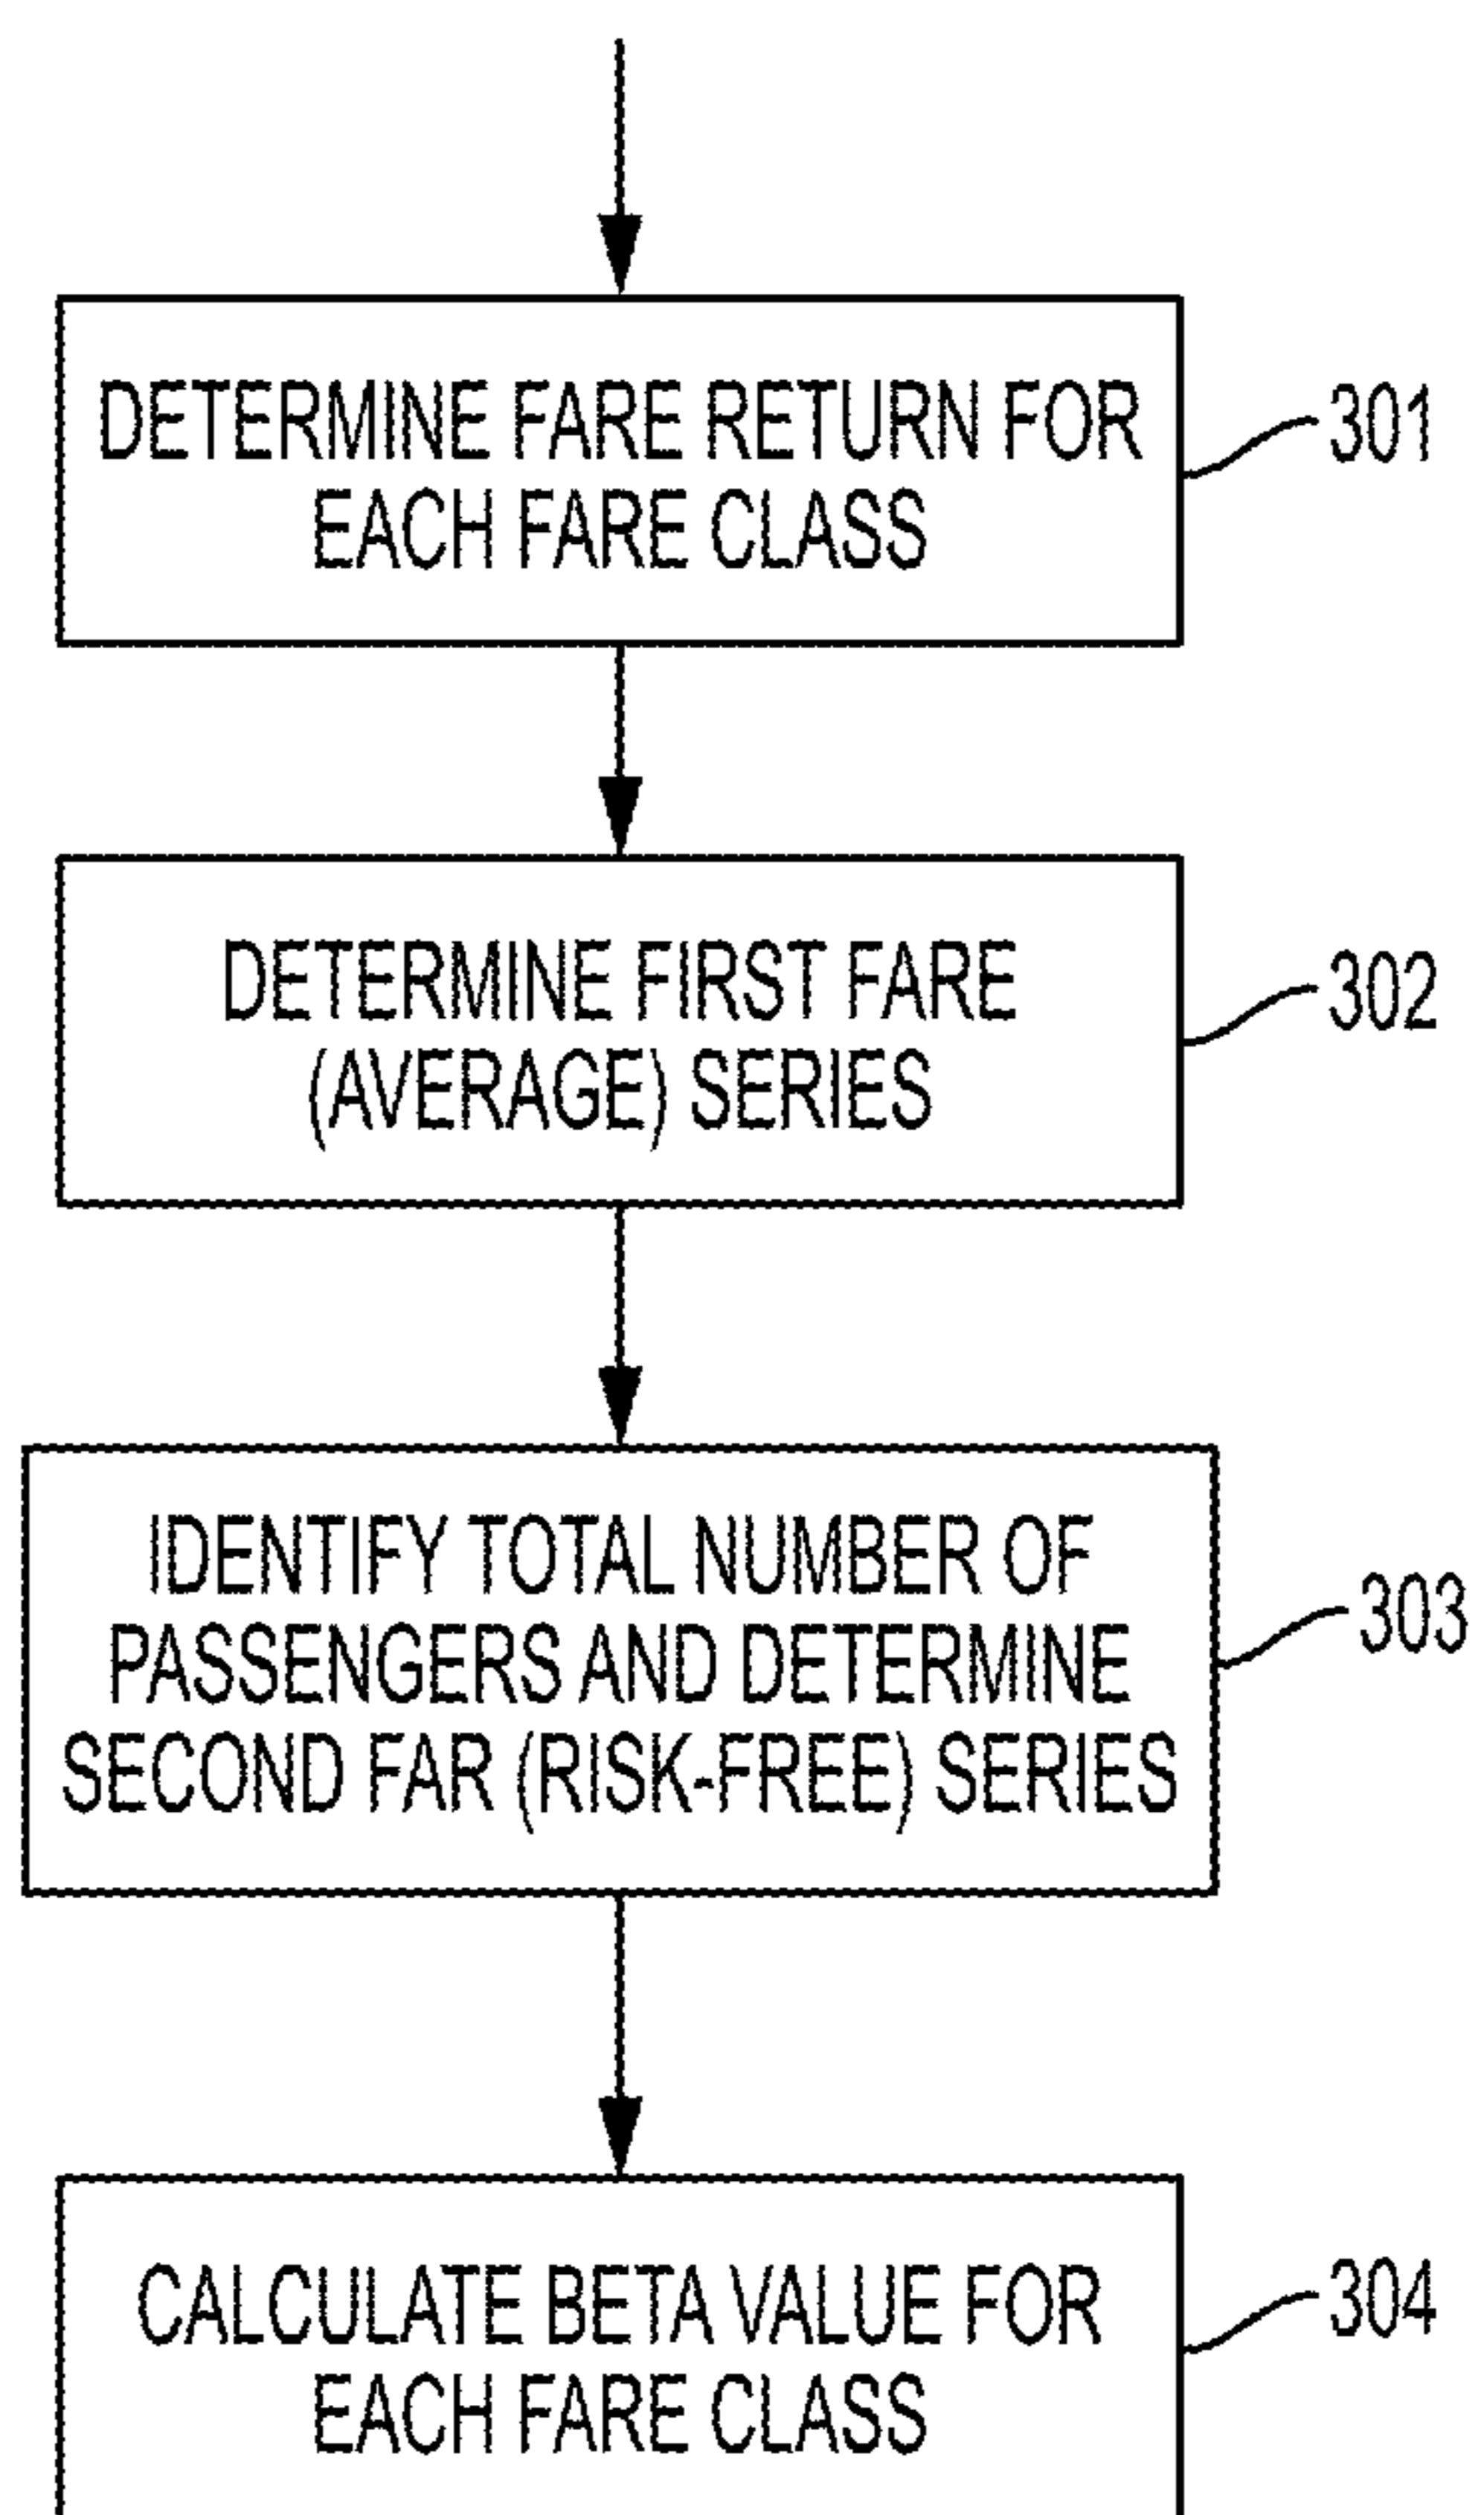 DETERMINE FARE RETURN FOR
EACH FARE CLASS
301
DETERMINE FIRST FARE
(AVERAGE) SERIES
302
IDENTIFY TOTAL NUMBER OF
PASSENGERS AND DETERMINE
SECOND FAR (RISK-FREE) SERIES
303
CALCULATE BETA VALUE FOR
EACH FARE CLASS
304